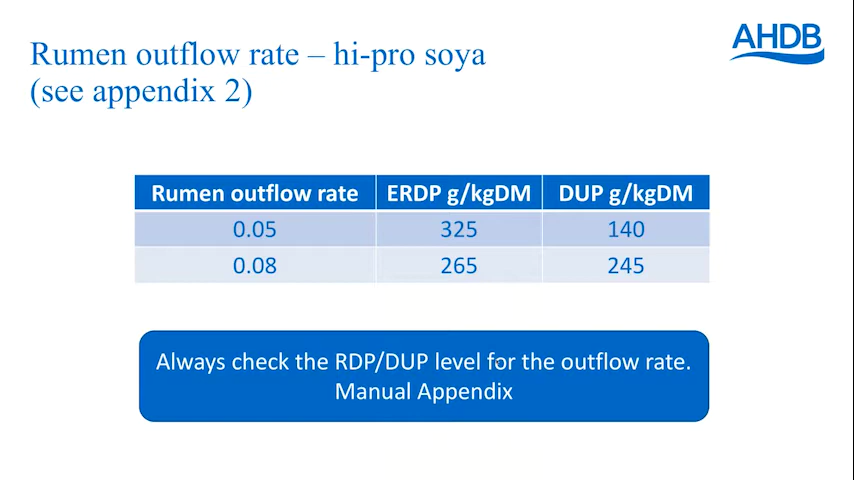 Rumen outflow rate – hi-pro soya
(see appendix 2)
AHDB
Rumen outflow rate ERDP g/kgDM DUP g/kgDM
0.05 325 140
0.08 265 245
Always check the RDP/DUP level for the outflow rate.
Manual Appendix